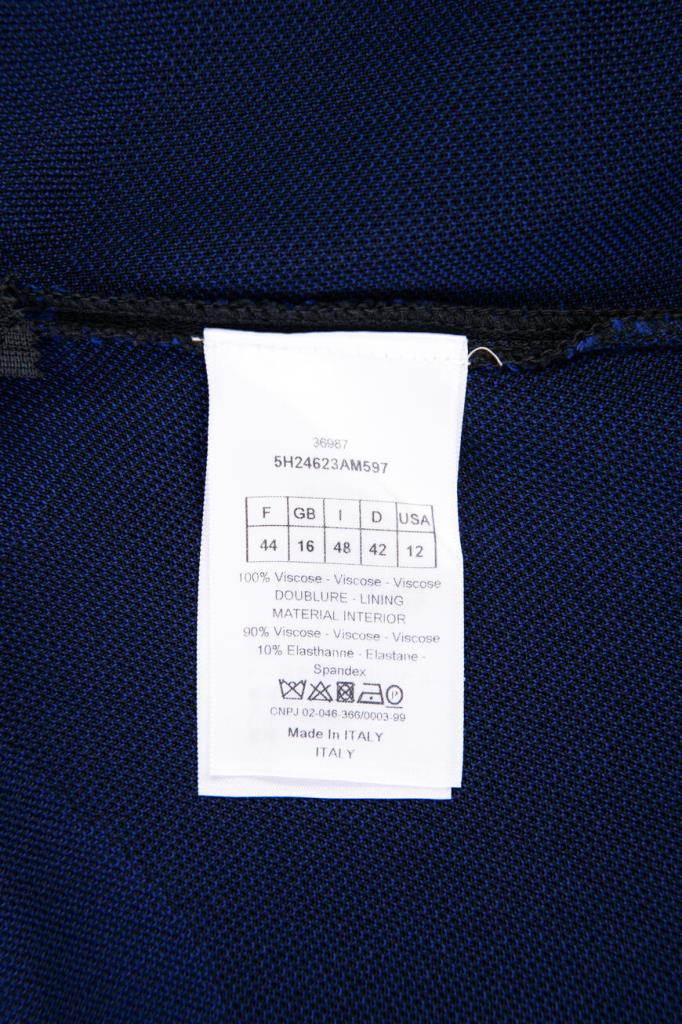 36987
5H24623AM597
F GB I D USA
44 16 48 42 12
100% Viscose - Viscose - Viscose
DOUBLURE - LINING
MATERIAL INTERIOR
90% Viscose - Viscose - Viscose
10% Elasthanne - Elastane -
Spandex
P
CNPJ 02-046-366/0003-99
Made In ITALY
ITALY